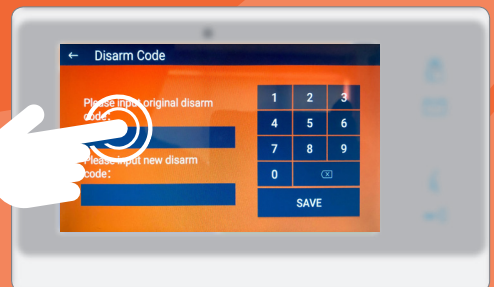 ← Disarm Code
Please input original disarm
code:
Please input new disarm
code:
1 2 3
4 5 6
7 8 9
0
SAVE